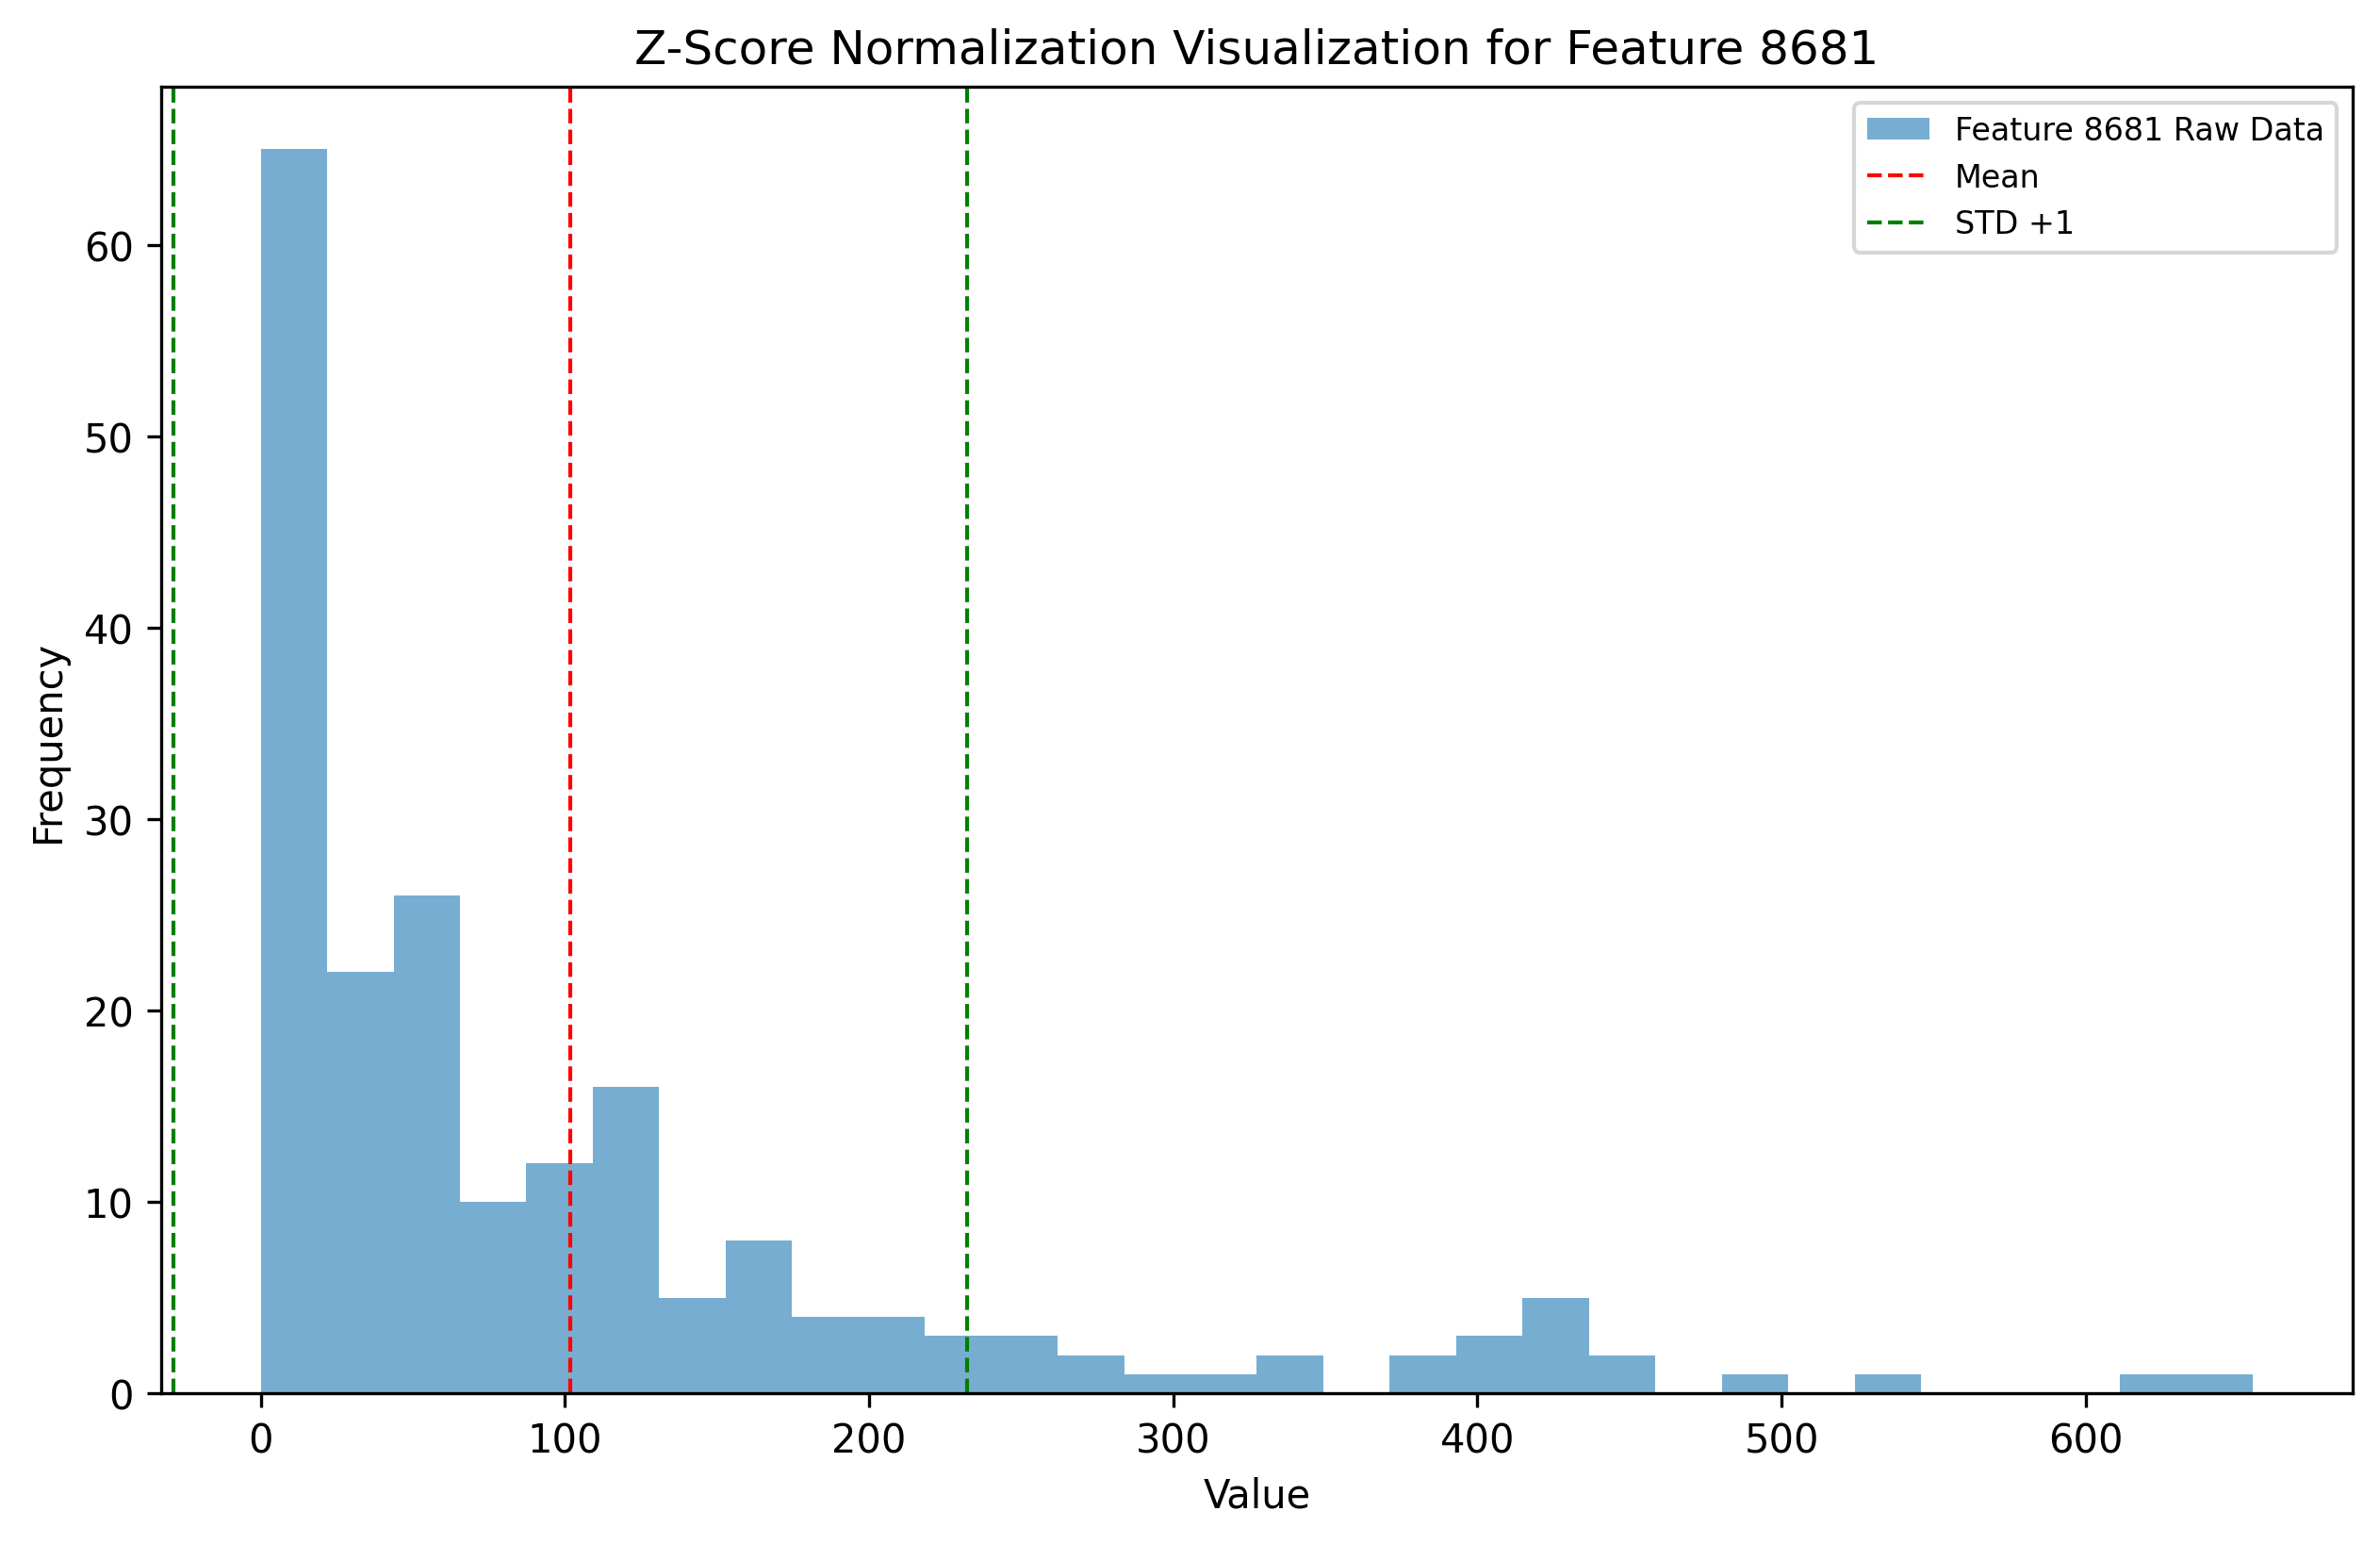 Z-Score Normalization Visualization for Feature 8681
Feature 8681 Raw Data
Mean
STD +1
60
50
40
30
20
10
0
Frequency
0 100 200 300 400 500 600
Value